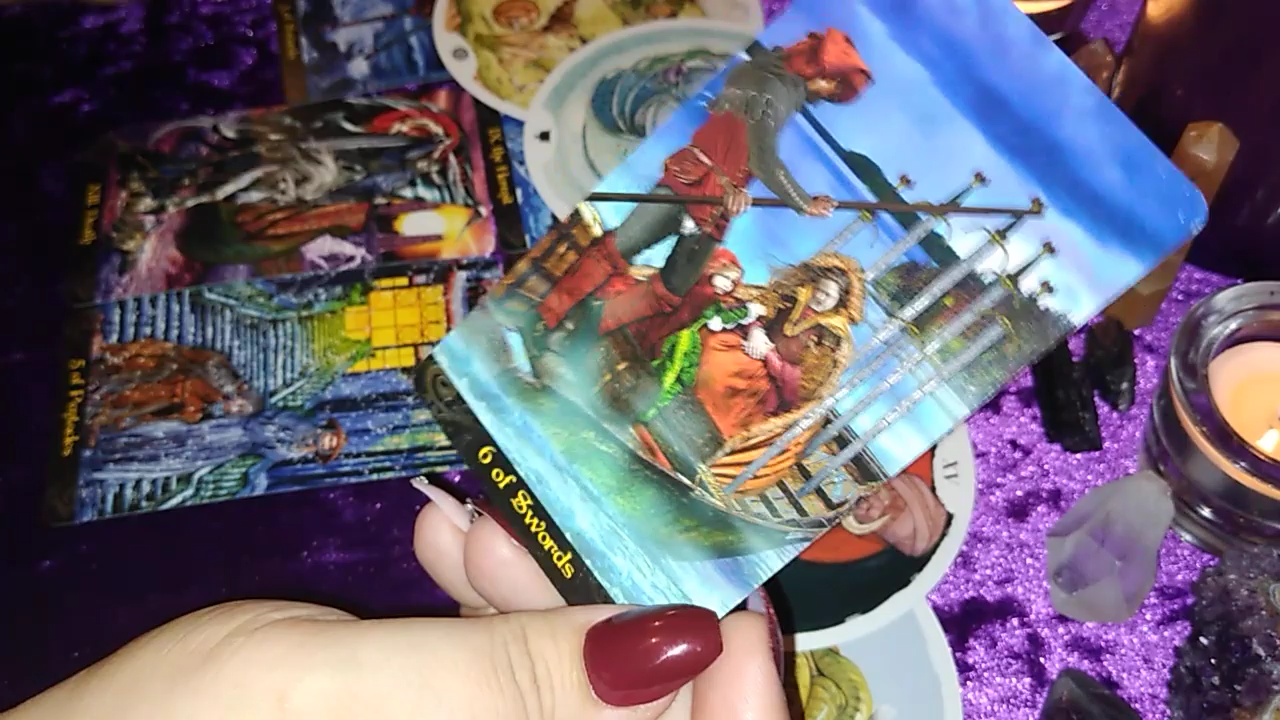 6 of Swords
5 of Pentacles
XIII Death
IX the Hermit